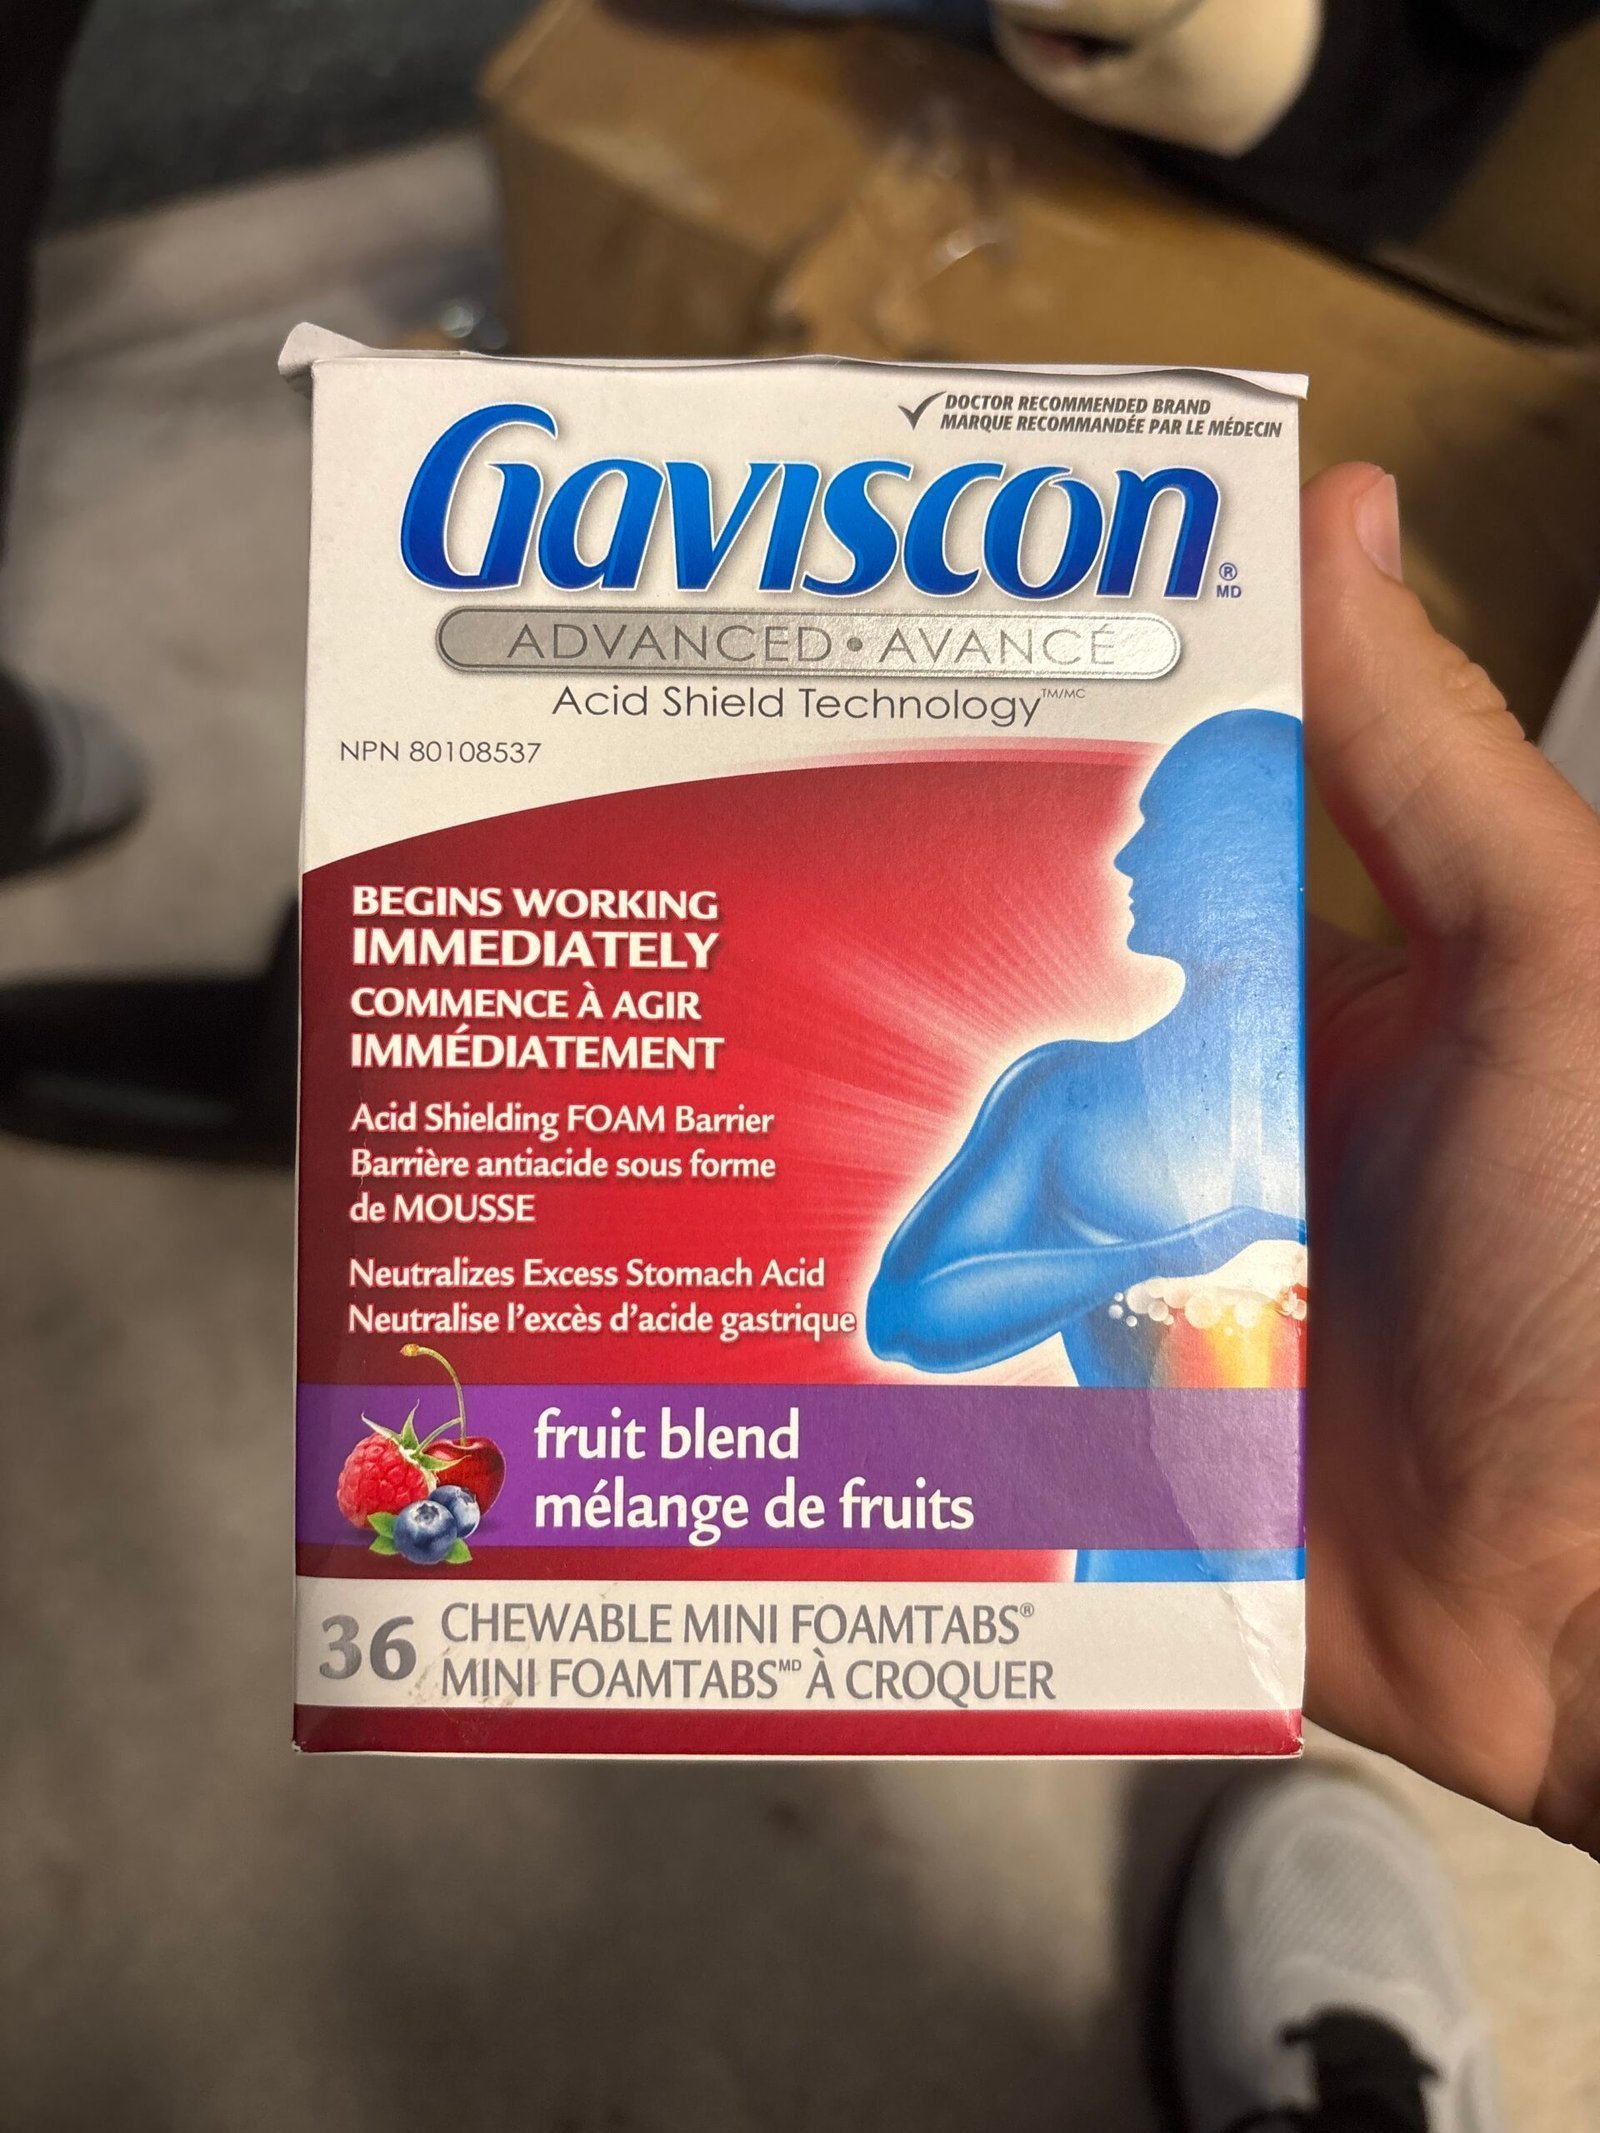 DOCTOR RECOMMENDED BRAND
MARQUE RECOMMANDÉE PAR LE MÉDECIN
Gaviscon ® MD
ADVANCED • AVANCÉ
Acid Shield Technology™/MC
NPN 80108537
BEGINS WORKING
IMMEDIATELY
COMMENCE À AGIR
IMMÉDIATEMENT
Acid Shielding FOAM Barrier
Barrière antiacide sous forme
de MOUSSE
Neutralizes Excess Stomach Acid
Neutralise l'excès d'acide gastrique
fruit blend
mélange de fruits
36 CHEWABLE MINI FOAMTABS®
MINI FOAMTABSᴹᴰ À CROQUER